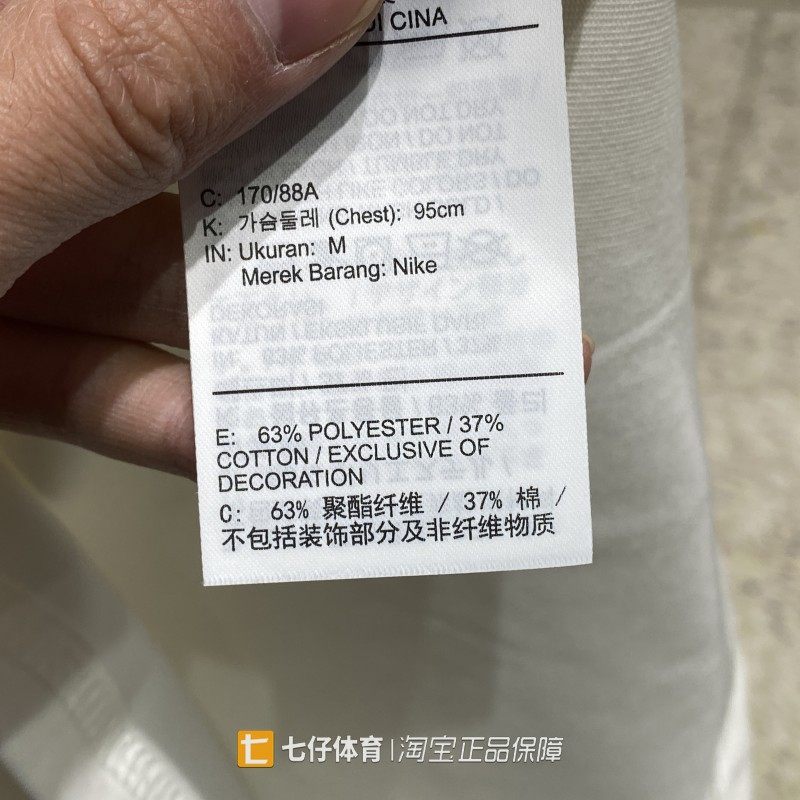 DI CINA
C: 170/88A
K: 가슴둘레 (Chest): 95cm
IN: Ukuran: M
Merek Barang: Nike
E: 63% POLYESTER / 37%
COTTON / EXCLUSIVE OF
DECORATION
C: 63% 聚酯纤维 / 37% 棉 /
不包括装饰部分及非纤维物质
七仔体育|淘宝正品保障